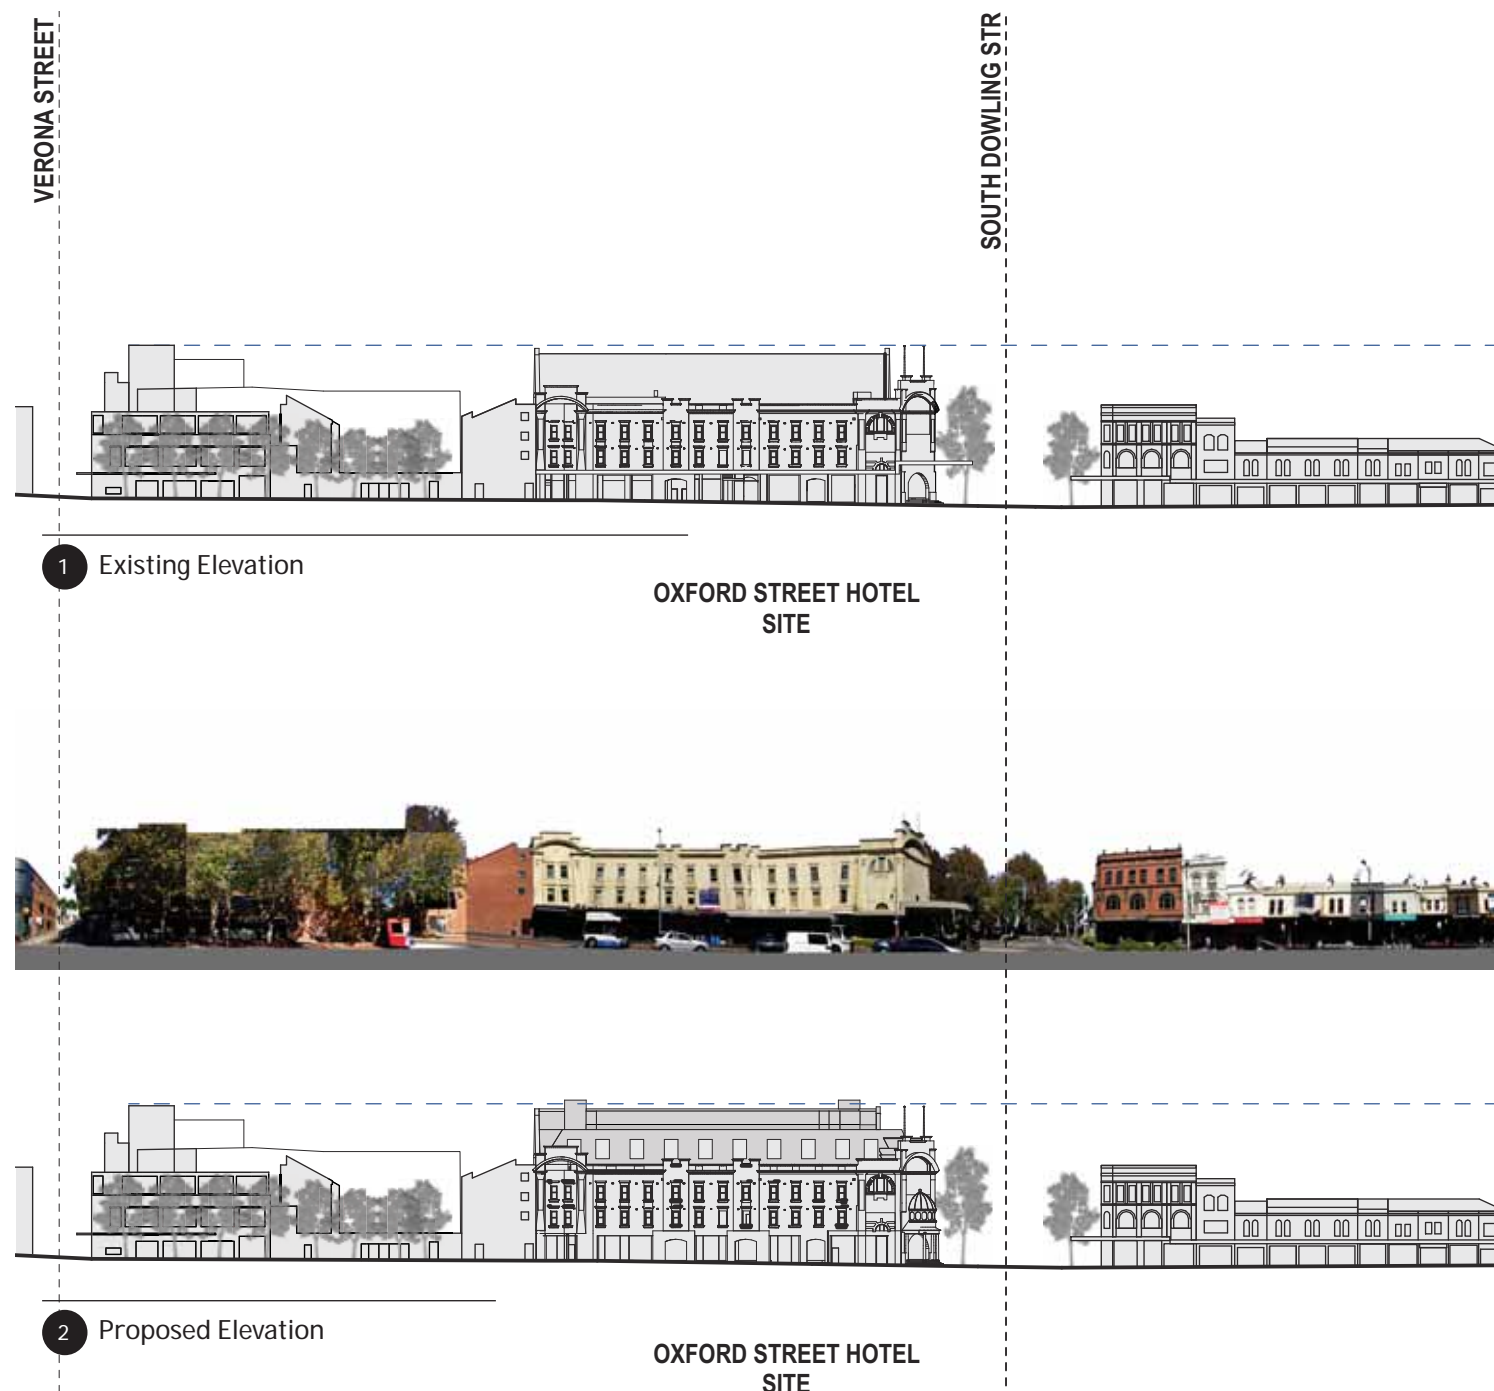 VERONA STREET
SOUTH DOWLING STR
1 Existing Elevation
OXFORD STREET HOTEL
SITE
2 Proposed Elevation
OXFORD STREET HOTEL
SITE